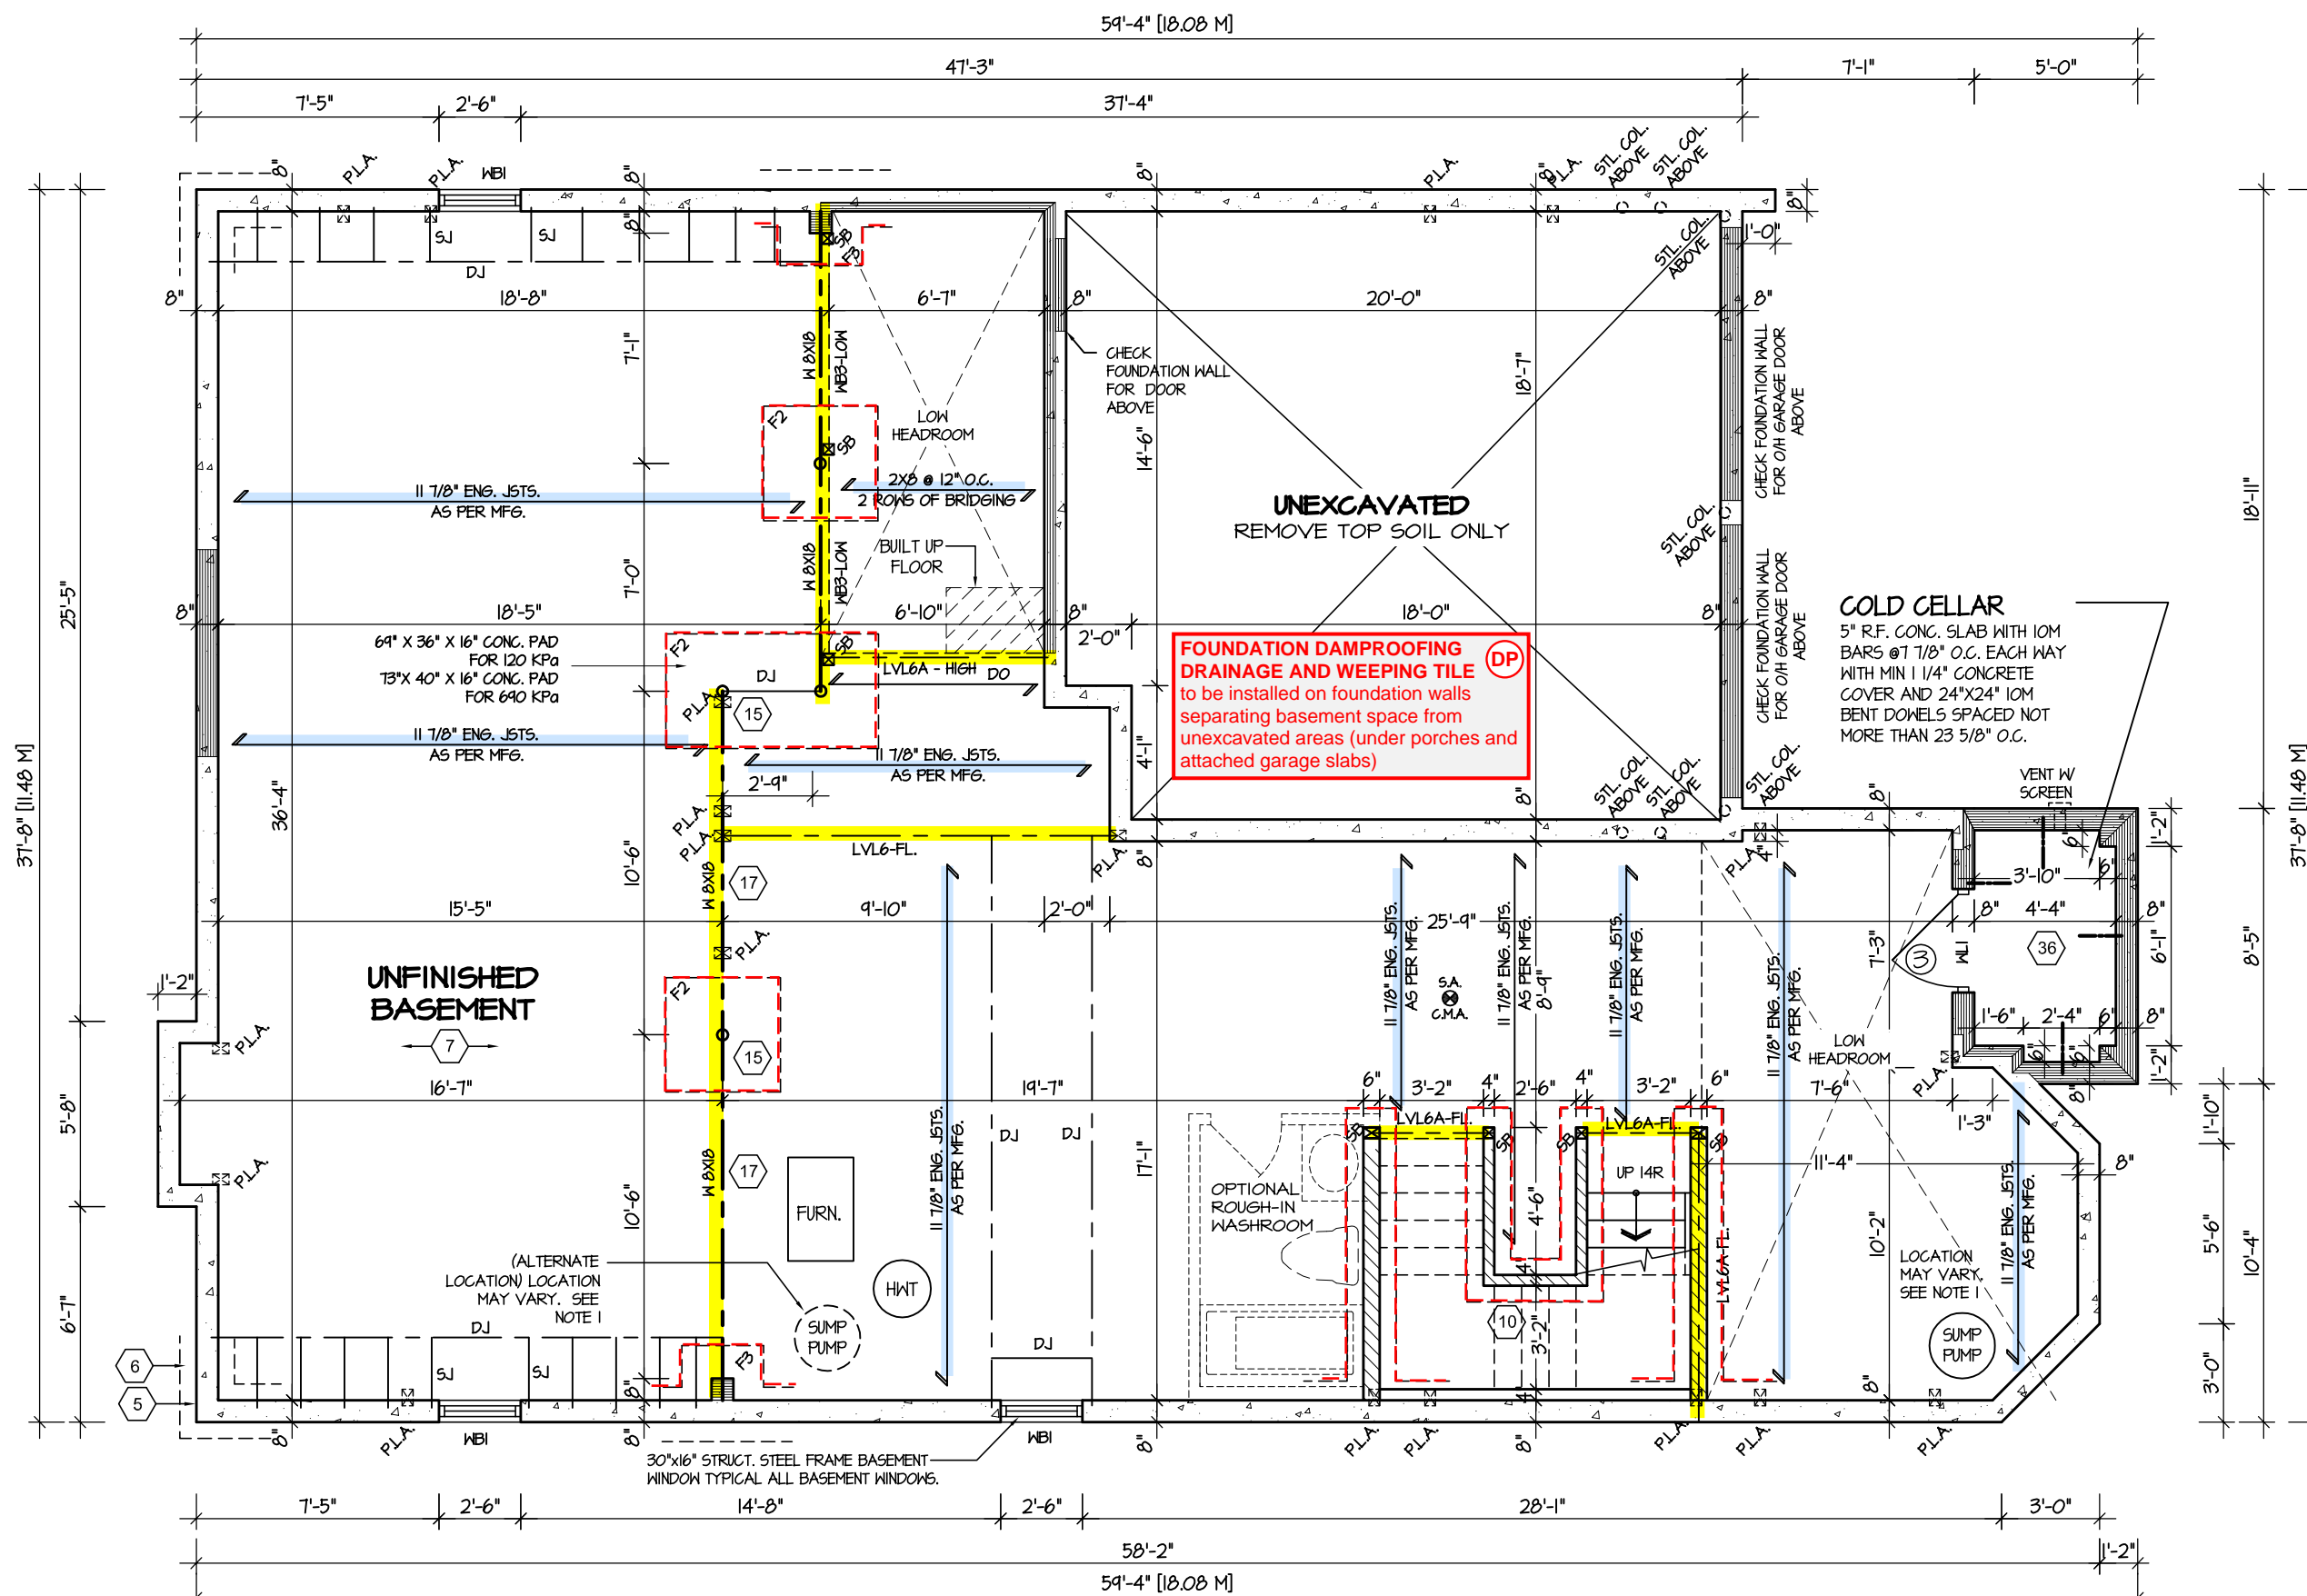 59'-4" [18.08 M]
47'-3"
7'-1"
5'-0"
7'-5"
2'-6"
37'-4"
8"
P.L.A.
P.L.A.
WB1
8"
8"
P.L.A.
8"
P.L.A.
STL. COL.
ABOVE
STL. COL.
ABOVE
8"
SJ
SJ
8"
SB
F3
STL. COL.
ABOVE
1'-0"
DJ
8"
18'-8"
6'-7"
8"
20'-0"
8"
7'-1"
W 8X18
WB3-LOW
CHECK
FOUNDATION WALL
FOR DOOR
ABOVE
18'-7"
CHECK FOUNDATION WALL
FOR O/H GARAGE DOOR
ABOVE
F2
SB
LOW
HEADROOM
14'-6"
11 7/8" ENG. JSTS.
AS PER MFG.
2X8 @ 12" O.C.
2 ROWS OF BRIDGING
UNEXCAVATED
REMOVE TOP SOIL ONLY
18'-11"
STL. COL.
ABOVE
25'-5"
7'-0"
W 8X18
WB3-LOW
BUILT UP
FLOOR
CHECK FOUNDATION WALL
FOR O/H GARAGE DOOR
ABOVE
8"
18'-5"
6'-10"
8"
2'-0"
18'-0"
8"
COLD CELLAR
5" R.F. CONC. SLAB WITH 10M
BARS @7 7/8" O.C. EACH WAY
WITH MIN 1 1/4" CONCRETE
COVER AND 24"X24" 10M
BENT DOWELS SPACED NOT
MORE THAN 23 5/8" O.C.
69" X 36" X 16" CONC. PAD
FOR 120 KPa
73"X 40" X 16" CONC. PAD
FOR 690 KPa
F2
SB
LVL6A - HIGH
DO
DJ
P.L.A.
15
FOUNDATION DAMPROOFING
DRAINAGE AND WEEPING TILE
DP
to be installed on foundation walls
separating basement space from
unexcavated areas (under porches and
attached garage slabs)
11 7/8" ENG. JSTS.
AS PER MFG.
11 7/8" ENG. JSTS.
AS PER MFG.
2'-9"
4'-1"
37'-8" [11.48 M]
36'-4"
STL. COL.
ABOVE
STL. COL.
ABOVE
STL. COL.
ABOVE
VENT W/
SCREEN
37'-8" [11.48 M]
P.L.A.
P.L.A.
LVL6-FL.
P.L.A.
8"
8"
P.L.A.
4"
8"
6"
1'-2"
10'-6"
W 8X18
17
3'-10"
6"
15'-5"
9'-10"
2'-0"
25'-9"
8"
4'-4"
8"
P.L.A.
11 7/8" ENG. JSTS.
AS PER MFG.
11 7/8" ENG. JSTS.
AS PER MFG.
11 7/8" ENG. JSTS.
AS PER MFG.
11 7/8" ENG. JSTS.
AS PER MFG.
8'-9"
7'-3"
3
WL1
36
6'-1"
8'-5"
UNFINISHED
BASEMENT
7
1'-2"
F2
15
S.A.
C.M.A.
1'-6"
2'-4"
6"
8"
P.L.A.
LOW
HEADROOM
6"
6"
1'-2"
16'-7"
19'-7"
6"
3'-2"
4"
2'-6"
4"
3'-2"
6"
7'-6"
P.L.A.
8"
1'-3"
1'-10"
5'-8"
LVL6A-FL.
LVL6A-FL.
SB
SB
SB
SB
DJ
DJ
11 7/8" ENG. JSTS.
AS PER MFG.
P.L.A.
W 8X18
17
17'-1"
UP 14R
11'-4"
8"
OPTIONAL
ROUGH-IN
WASHROOM
4'-6"
LVL6A-FL.
10'-2"
11 7/8" ENG. JSTS.
AS PER MFG.
5'-6"
10'-4"
FURN.
10'-6"
HWT
(ALTERNATE
LOCATION) LOCATION
MAY VARY. SEE
NOTE 1
SUMP
PUMP
4"
LOCATION
MAY VARY.
SEE NOTE 1
SUMP
PUMP
6'-7"
DJ
10
3'-2"
DJ
6
5
SJ
SJ
F3
8"
4"
8"
3'-0"
8"
P.L.A.
WB1
8"
WB1
8"
P.L.A.
P.L.A.
8"
P.L.A.
P.L.A.
P.L.A.
30"x16" STRUCT. STEEL FRAME BASEMENT
WINDOW TYPICAL ALL BASEMENT WINDOWS.
7'-5"
2'-6"
14'-8"
2'-6"
28'-1"
3'-0"
58'-2"
1'-2"
59'-4" [18.08 M]